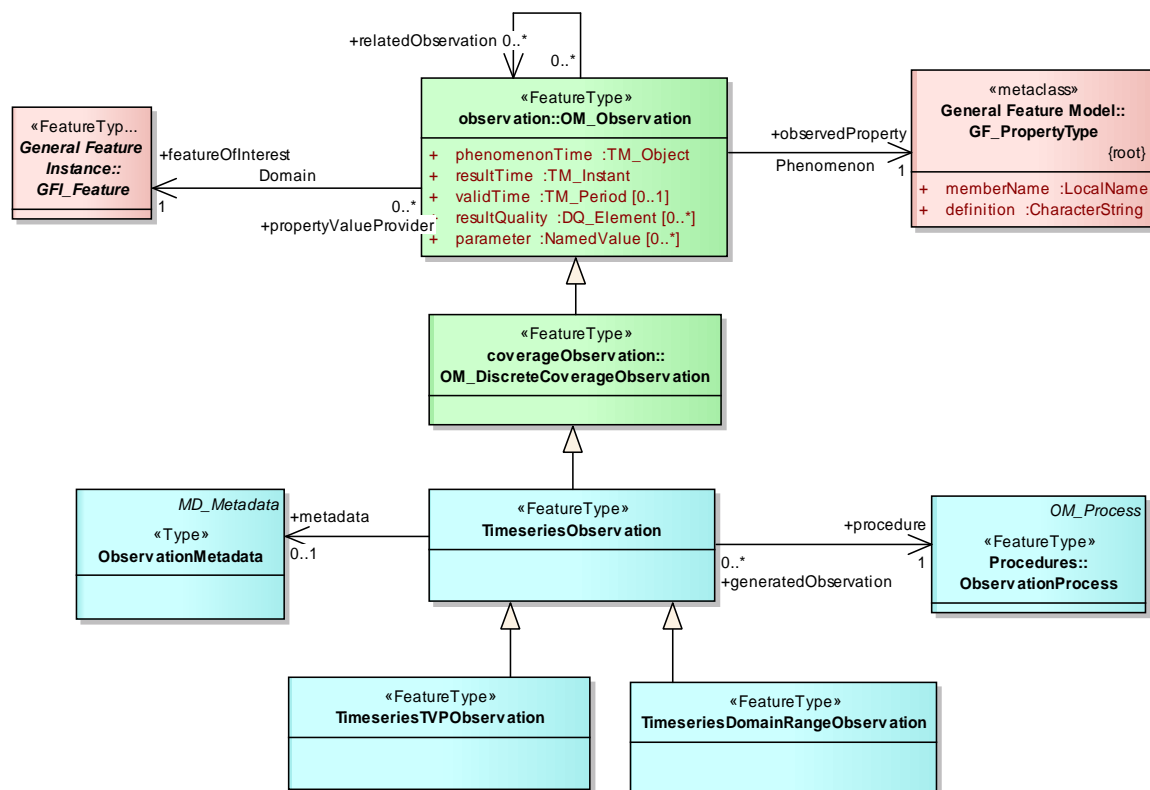 +relatedObservation 0..*
0..*
«FeatureType»
observation::OM_Observation
+ phenomenonTime :TM_Object
+ resultTime :TM_Instant
+ validTime :TM_Period [0..1]
+ resultQuality :DQ_Element [0..*]
+ parameter :NamedValue [0..*]
«FeatureTyp...
General Feature
Instance::
GFI_Feature
+featureOfInterest
Domain
1
0..*
+propertyValueProvider
+observedProperty
Phenomenon
1
«metaclass»
General Feature Model::
GF_PropertyType
{root}
+ memberName :LocalName
+ definition :CharacterString
«FeatureType»
coverageObservation::
OM_DiscreteCoverageObservation
MD_Metadata
«Type»
ObservationMetadata
+metadata
0..1
«FeatureType»
TimeseriesObservation
+procedure
0..*
1
+generatedObservation
OM_Process
«FeatureType»
Procedures::
ObservationProcess
«FeatureType»
TimeseriesTVPObservation
«FeatureType»
TimeseriesDomainRangeObservation